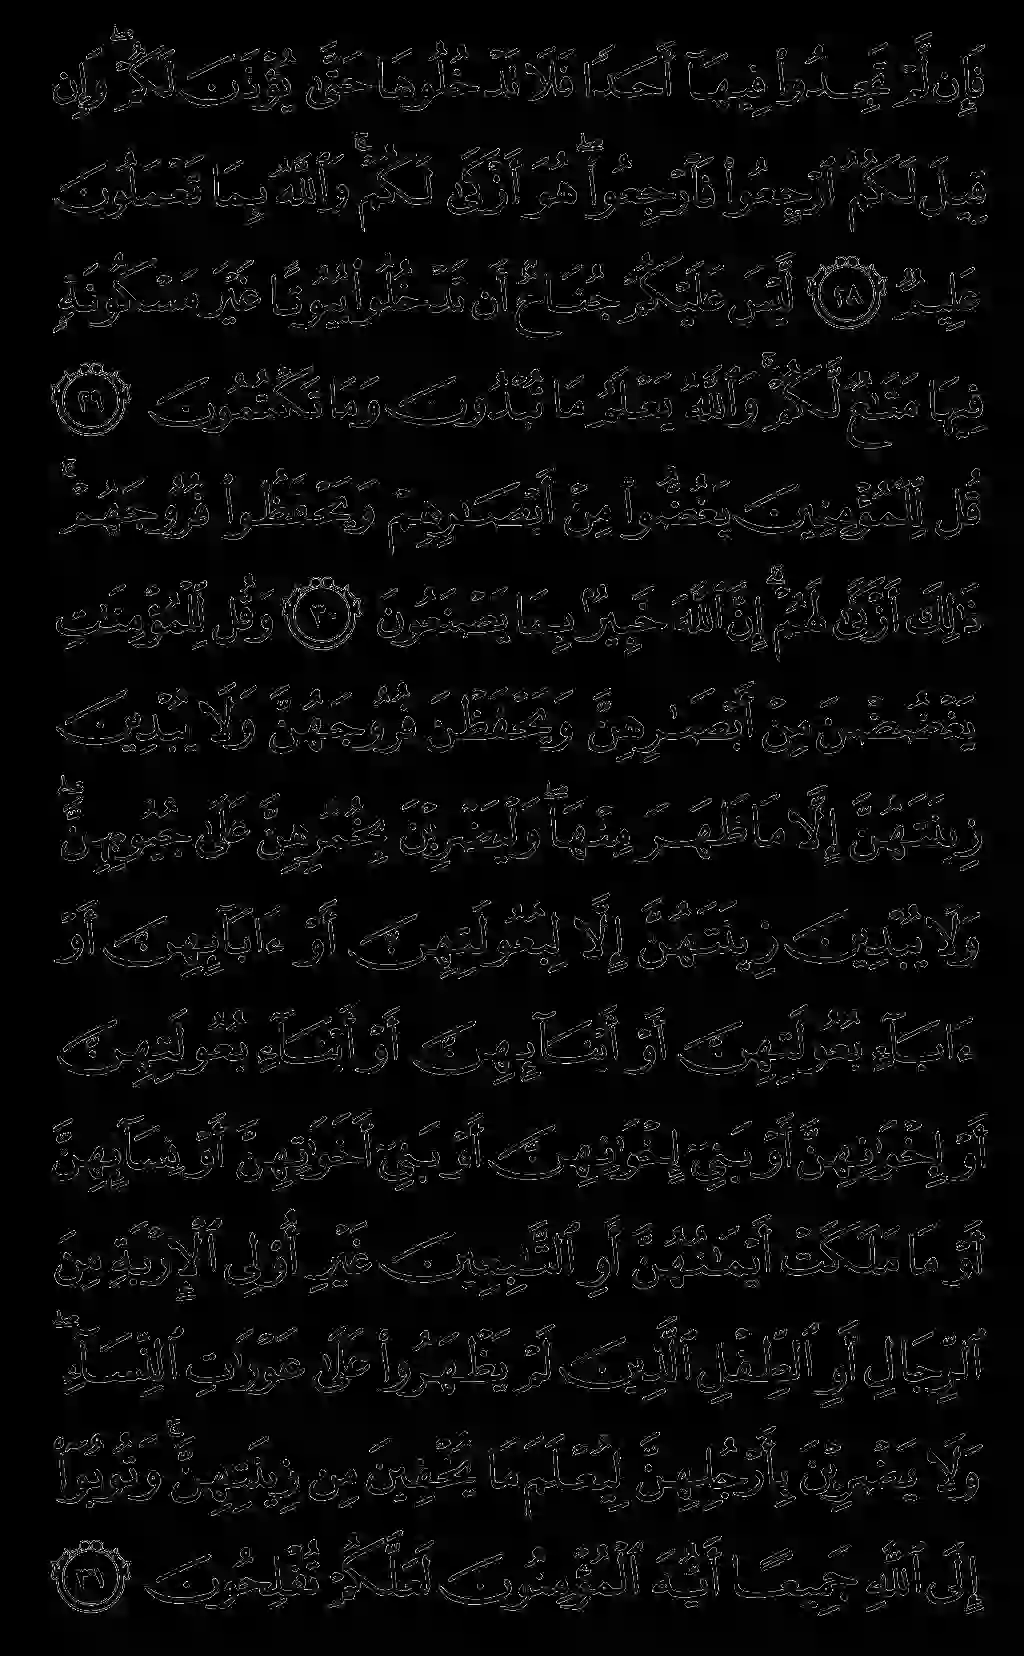 فَإِن لَّمْ تَجِدُوا۟ فِيهَآ أَحَدًا فَلَا تَدْخُلُوهَا حَتَّىٰ يُؤْذَنَ لَكُمْ ۖ وَإِن
قِيلَ لَكُمُ ٱرْجِعُوا۟ فَٱرْجِعُوا۟ ۖ هُوَ أَزْكَىٰ لَكُمْ ۚ وَٱللَّهُ بِمَا تَعْمَلُونَ
عَلِيمٌ ﴿٢٨﴾ لَّيْسَ عَلَيْكُمْ جُنَاحٌ أَن تَدْخُلُوا۟ بُيُوتًا غَيْرَ مَسْكُونَةٍ
فِيهَا مَتَـٰعٌ لَّكُمْ ۚ وَٱللَّهُ يَعْلَمُ مَا تُبْدُونَ وَمَا تَكْتُمُونَ ﴿٢٩﴾
قُل لِّلْمُؤْمِنِينَ يَغُضُّوا۟ مِنْ أَبْصَـٰرِهِمْ وَيَحْفَظُوا۟ فُرُوجَهُمْ ۚ
ذَٰلِكَ أَزْكَىٰ لَهُمْ ۗ إِنَّ ٱللَّهَ خَبِيرٌۢ بِمَا يَصْنَعُونَ ﴿٣٠﴾ وَقُل لِّلْمُؤْمِنَـٰتِ
يَغْضُضْنَ مِنْ أَبْصَـٰرِهِنَّ وَيَحْفَظْنَ فُرُوجَهُنَّ وَلَا يُبْدِينَ
زِينَتَهُنَّ إِلَّا مَا ظَهَرَ مِنْهَا ۖ وَلْيَضْرِبْنَ بِخُمُرِهِنَّ عَلَىٰ جُيُوبِهِنَّ ۖ
وَلَا يُبْدِينَ زِينَتَهُنَّ إِلَّا لِبُعُولَتِهِنَّ أَوْ ءَابَآئِهِنَّ أَوْ
ءَابَآءِ بُعُولَتِهِنَّ أَوْ أَبْنَآئِهِنَّ أَوْ أَبْنَآءِ بُعُولَتِهِنَّ
أَوْ إِخْوَٰنِهِنَّ أَوْ بَنِىٓ إِخْوَٰنِهِنَّ أَوْ بَنِىٓ أَخَوَٰتِهِنَّ أَوْ نِسَآئِهِنَّ
أَوْ مَا مَلَكَتْ أَيْمَـٰنُهُنَّ أَوِ ٱلتَّـٰبِعِينَ غَيْرِ أُو۟لِى ٱلْإِرْبَةِ مِنَ
ٱلرِّجَالِ أَوِ ٱلطِّفْلِ ٱلَّذِينَ لَمْ يَظْهَرُوا۟ عَلَىٰ عَوْرَٰتِ ٱلنِّسَآءِ ۖ
وَلَا يَضْرِبْنَ بِأَرْجُلِهِنَّ لِيُعْلَمَ مَا يُخْفِينَ مِن زِينَتِهِنَّ ۚ وَتُوبُوٓا۟
إِلَى ٱللَّهِ جَمِيعًا أَيُّهَ ٱلْمُؤْمِنُونَ لَعَلَّكُمْ تُفْلِحُونَ ﴿٣١﴾